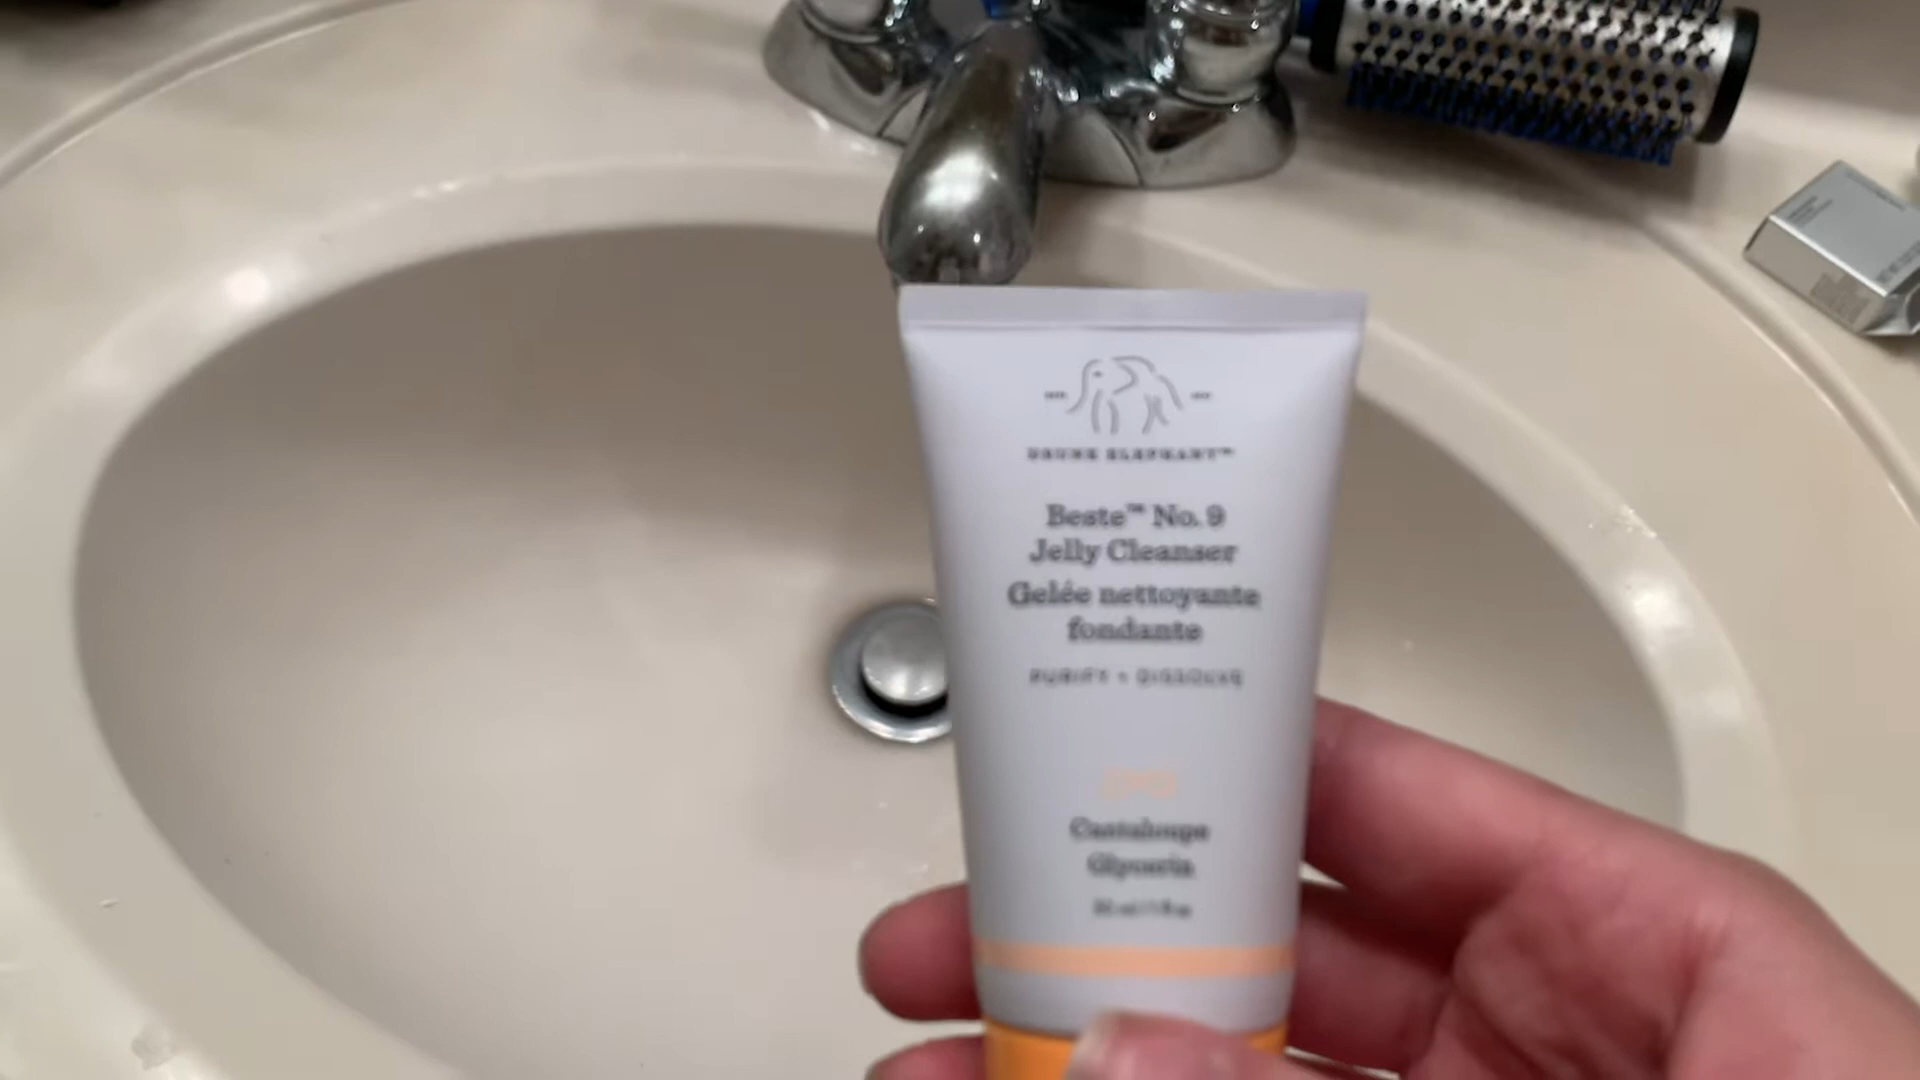 DRUNK ELEPHANT™
Beste™ No. 9
Jelly Cleanser
Gelée nettoyante
fondante
PURIFY + DISSOLVE
Cantaloupe
Glycerin